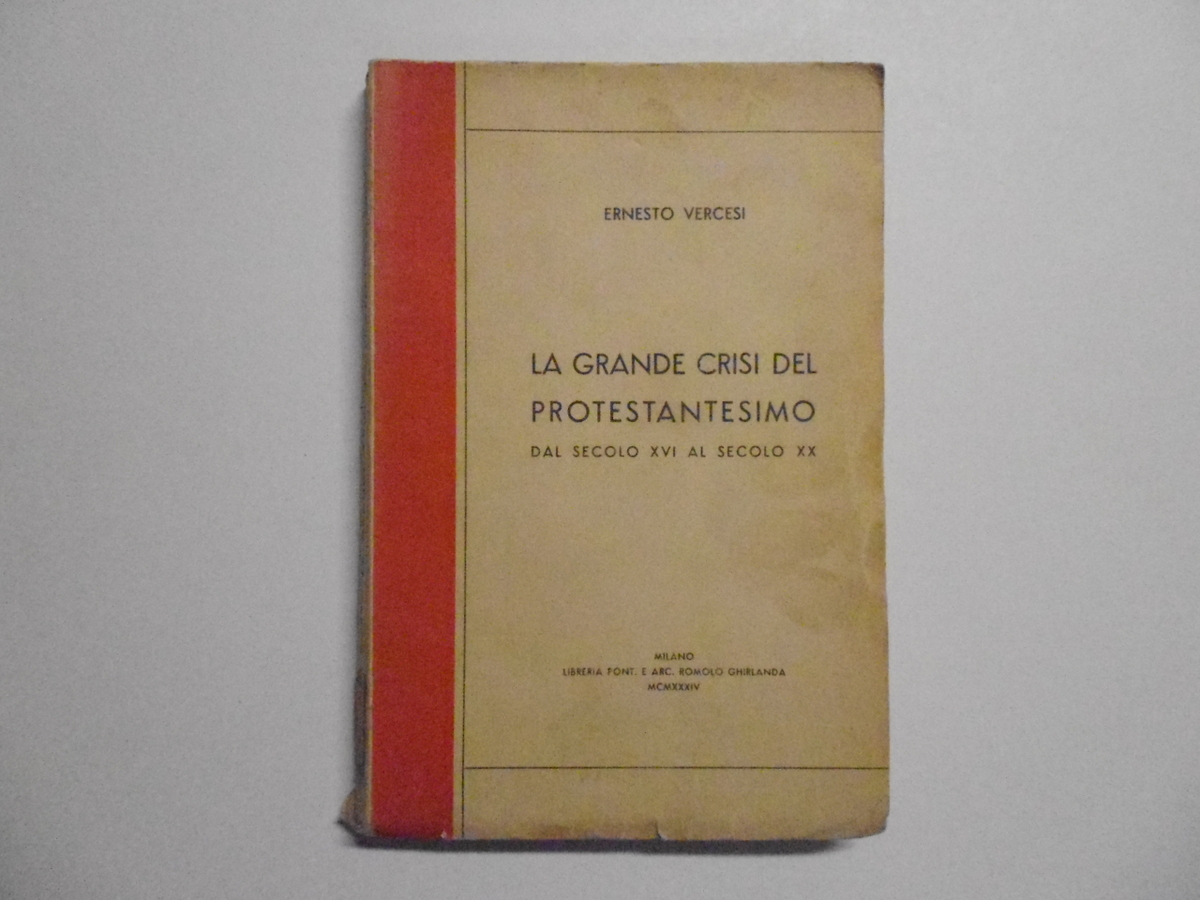 ERNESTO VERCESI
LA GRANDE CRISI DEL
PROTESTANTESIMO
DAL SECOLO XVI AL SECOLO XX
MILANO
LIBRERIA PONT. E ARC. ROMOLO GHIRLANDA
MCMXXXIV